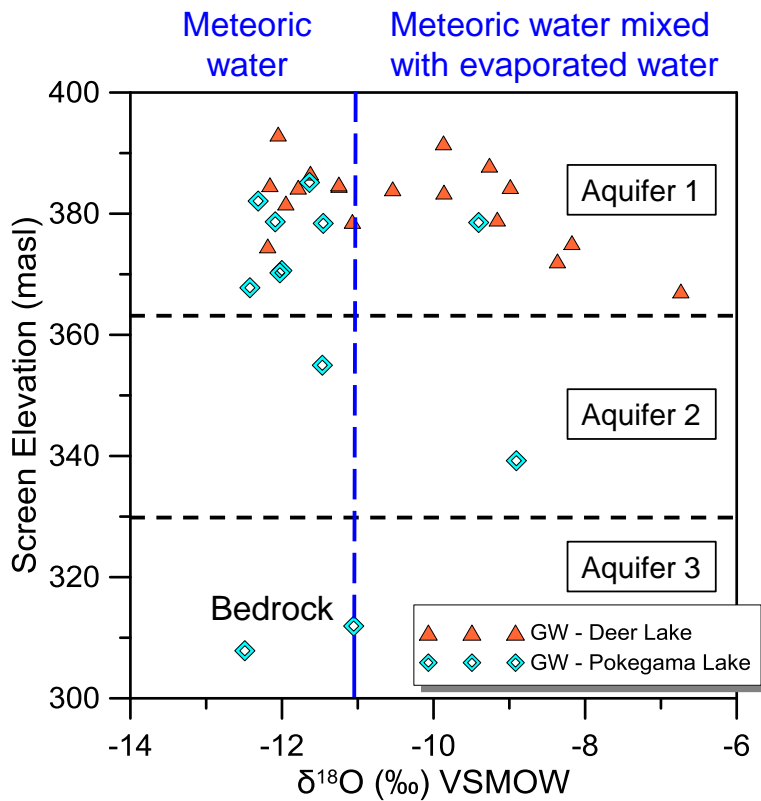 Meteoric
water
Meteoric water mixed
with evaporated water
400
380
360
340
320
300
Screen Elevation (masl)
Aquifer 1
Aquifer 2
Aquifer 3
Bedrock
GW - Deer Lake
GW - Pokegama Lake
-14
-12
-10
-8
-6
δ¹⁸O (‰) VSMOW